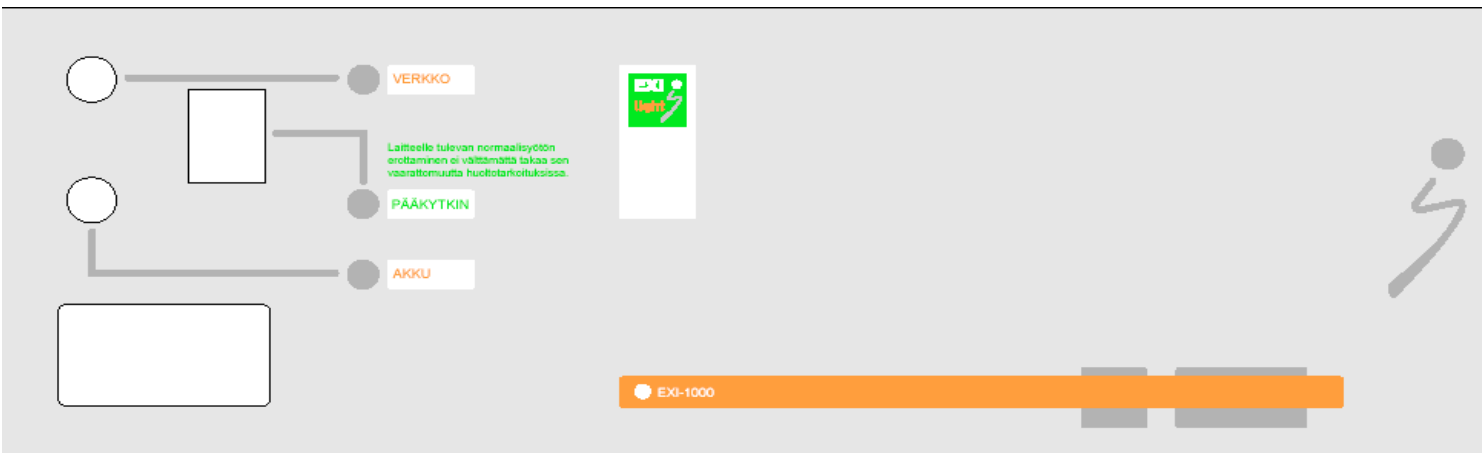 VERKKO
EXI
light
Laitteelle tulevan normaalisyötön
erottaminen ei välttämättä takaa sen
vaarattomuutta huoltotarkoituksissa.
PÄÄKYTKIN
AKKU
EXI-1000